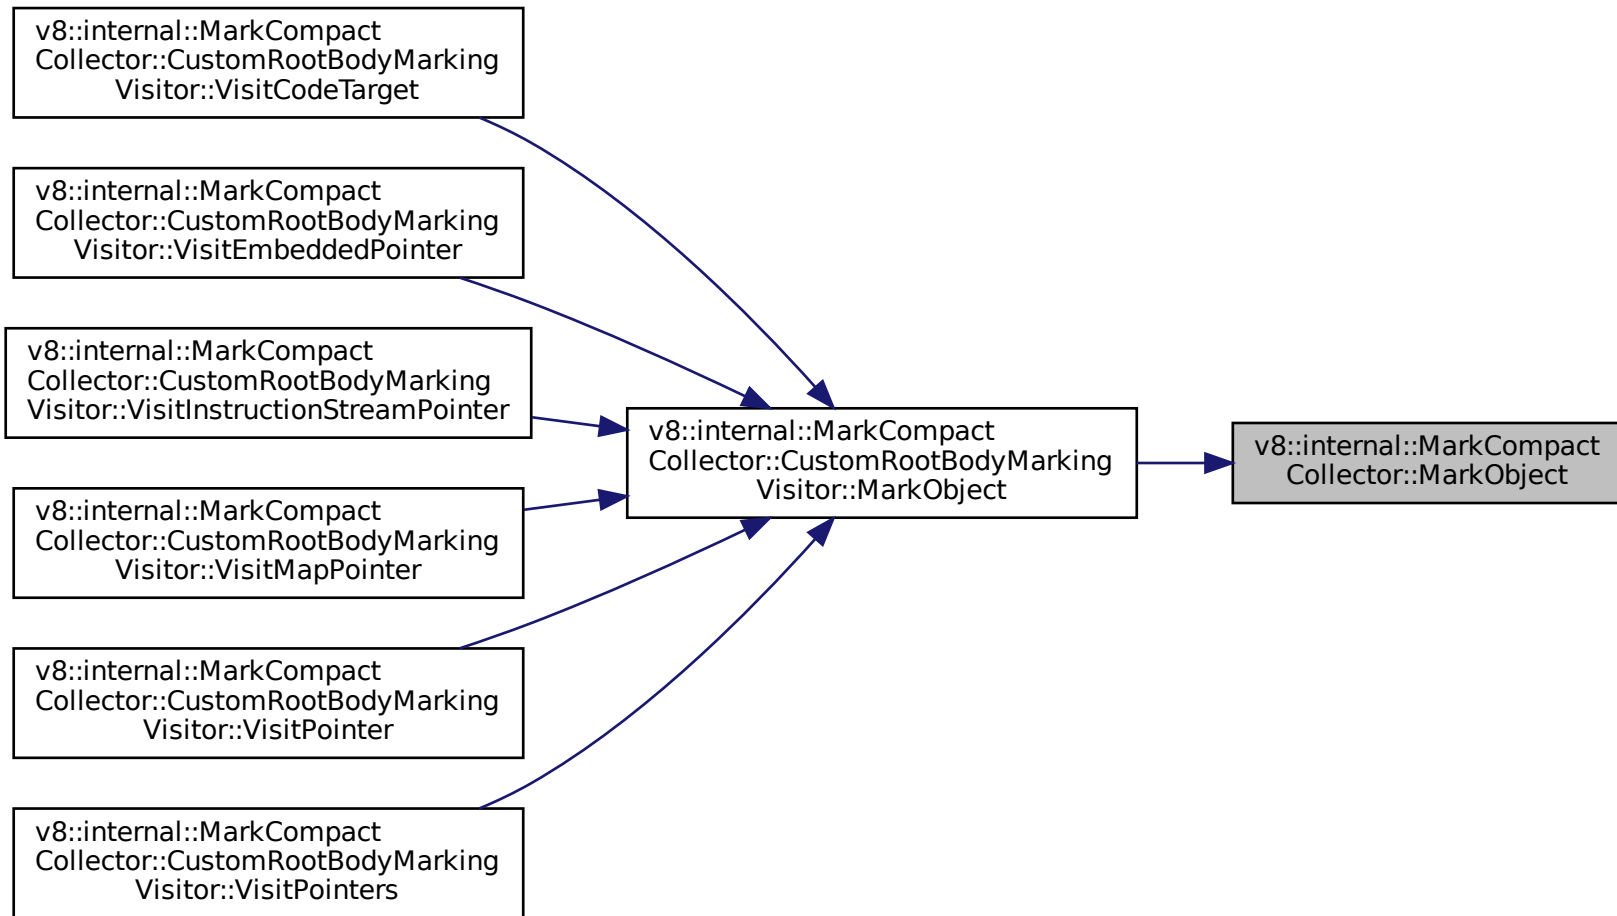 v8::internal::MarkCompact
Collector::CustomRootBodyMarking
Visitor::VisitCodeTarget
v8::internal::MarkCompact
Collector::CustomRootBodyMarking
Visitor::VisitEmbeddedPointer
v8::internal::MarkCompact
Collector::CustomRootBodyMarking
Visitor::VisitInstructionStreamPointer
v8::internal::MarkCompact
Collector::CustomRootBodyMarking
Visitor::VisitMapPointer
v8::internal::MarkCompact
Collector::CustomRootBodyMarking
Visitor::VisitPointer
v8::internal::MarkCompact
Collector::CustomRootBodyMarking
Visitor::VisitPointers
v8::internal::MarkCompact
Collector::CustomRootBodyMarking
Visitor::MarkObject
v8::internal::MarkCompact
Collector::MarkObject